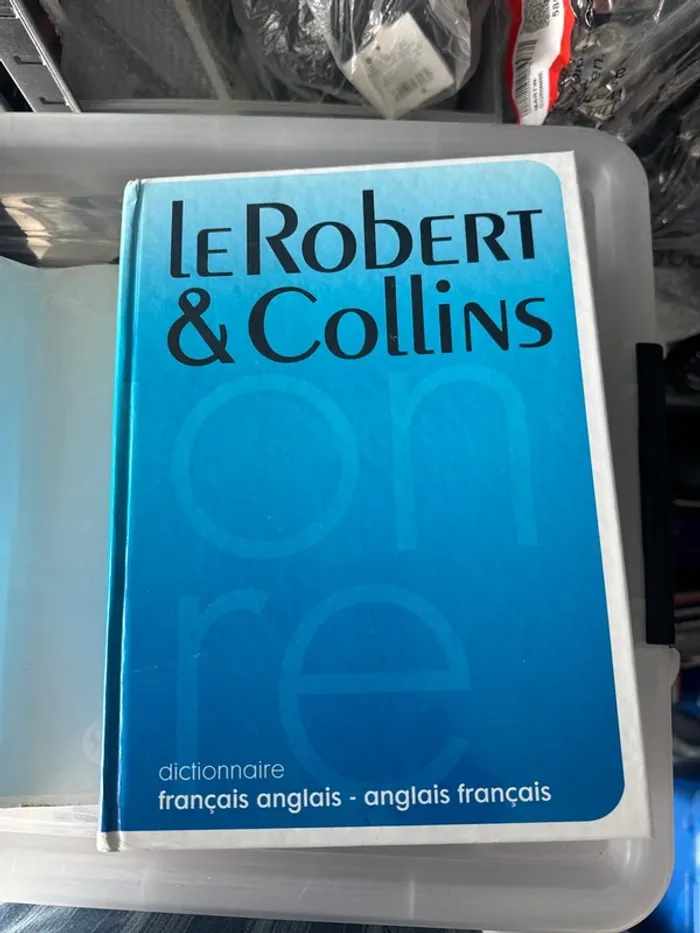 le Robert
& Collins
on
re
dictionnaire
français anglais - anglais français